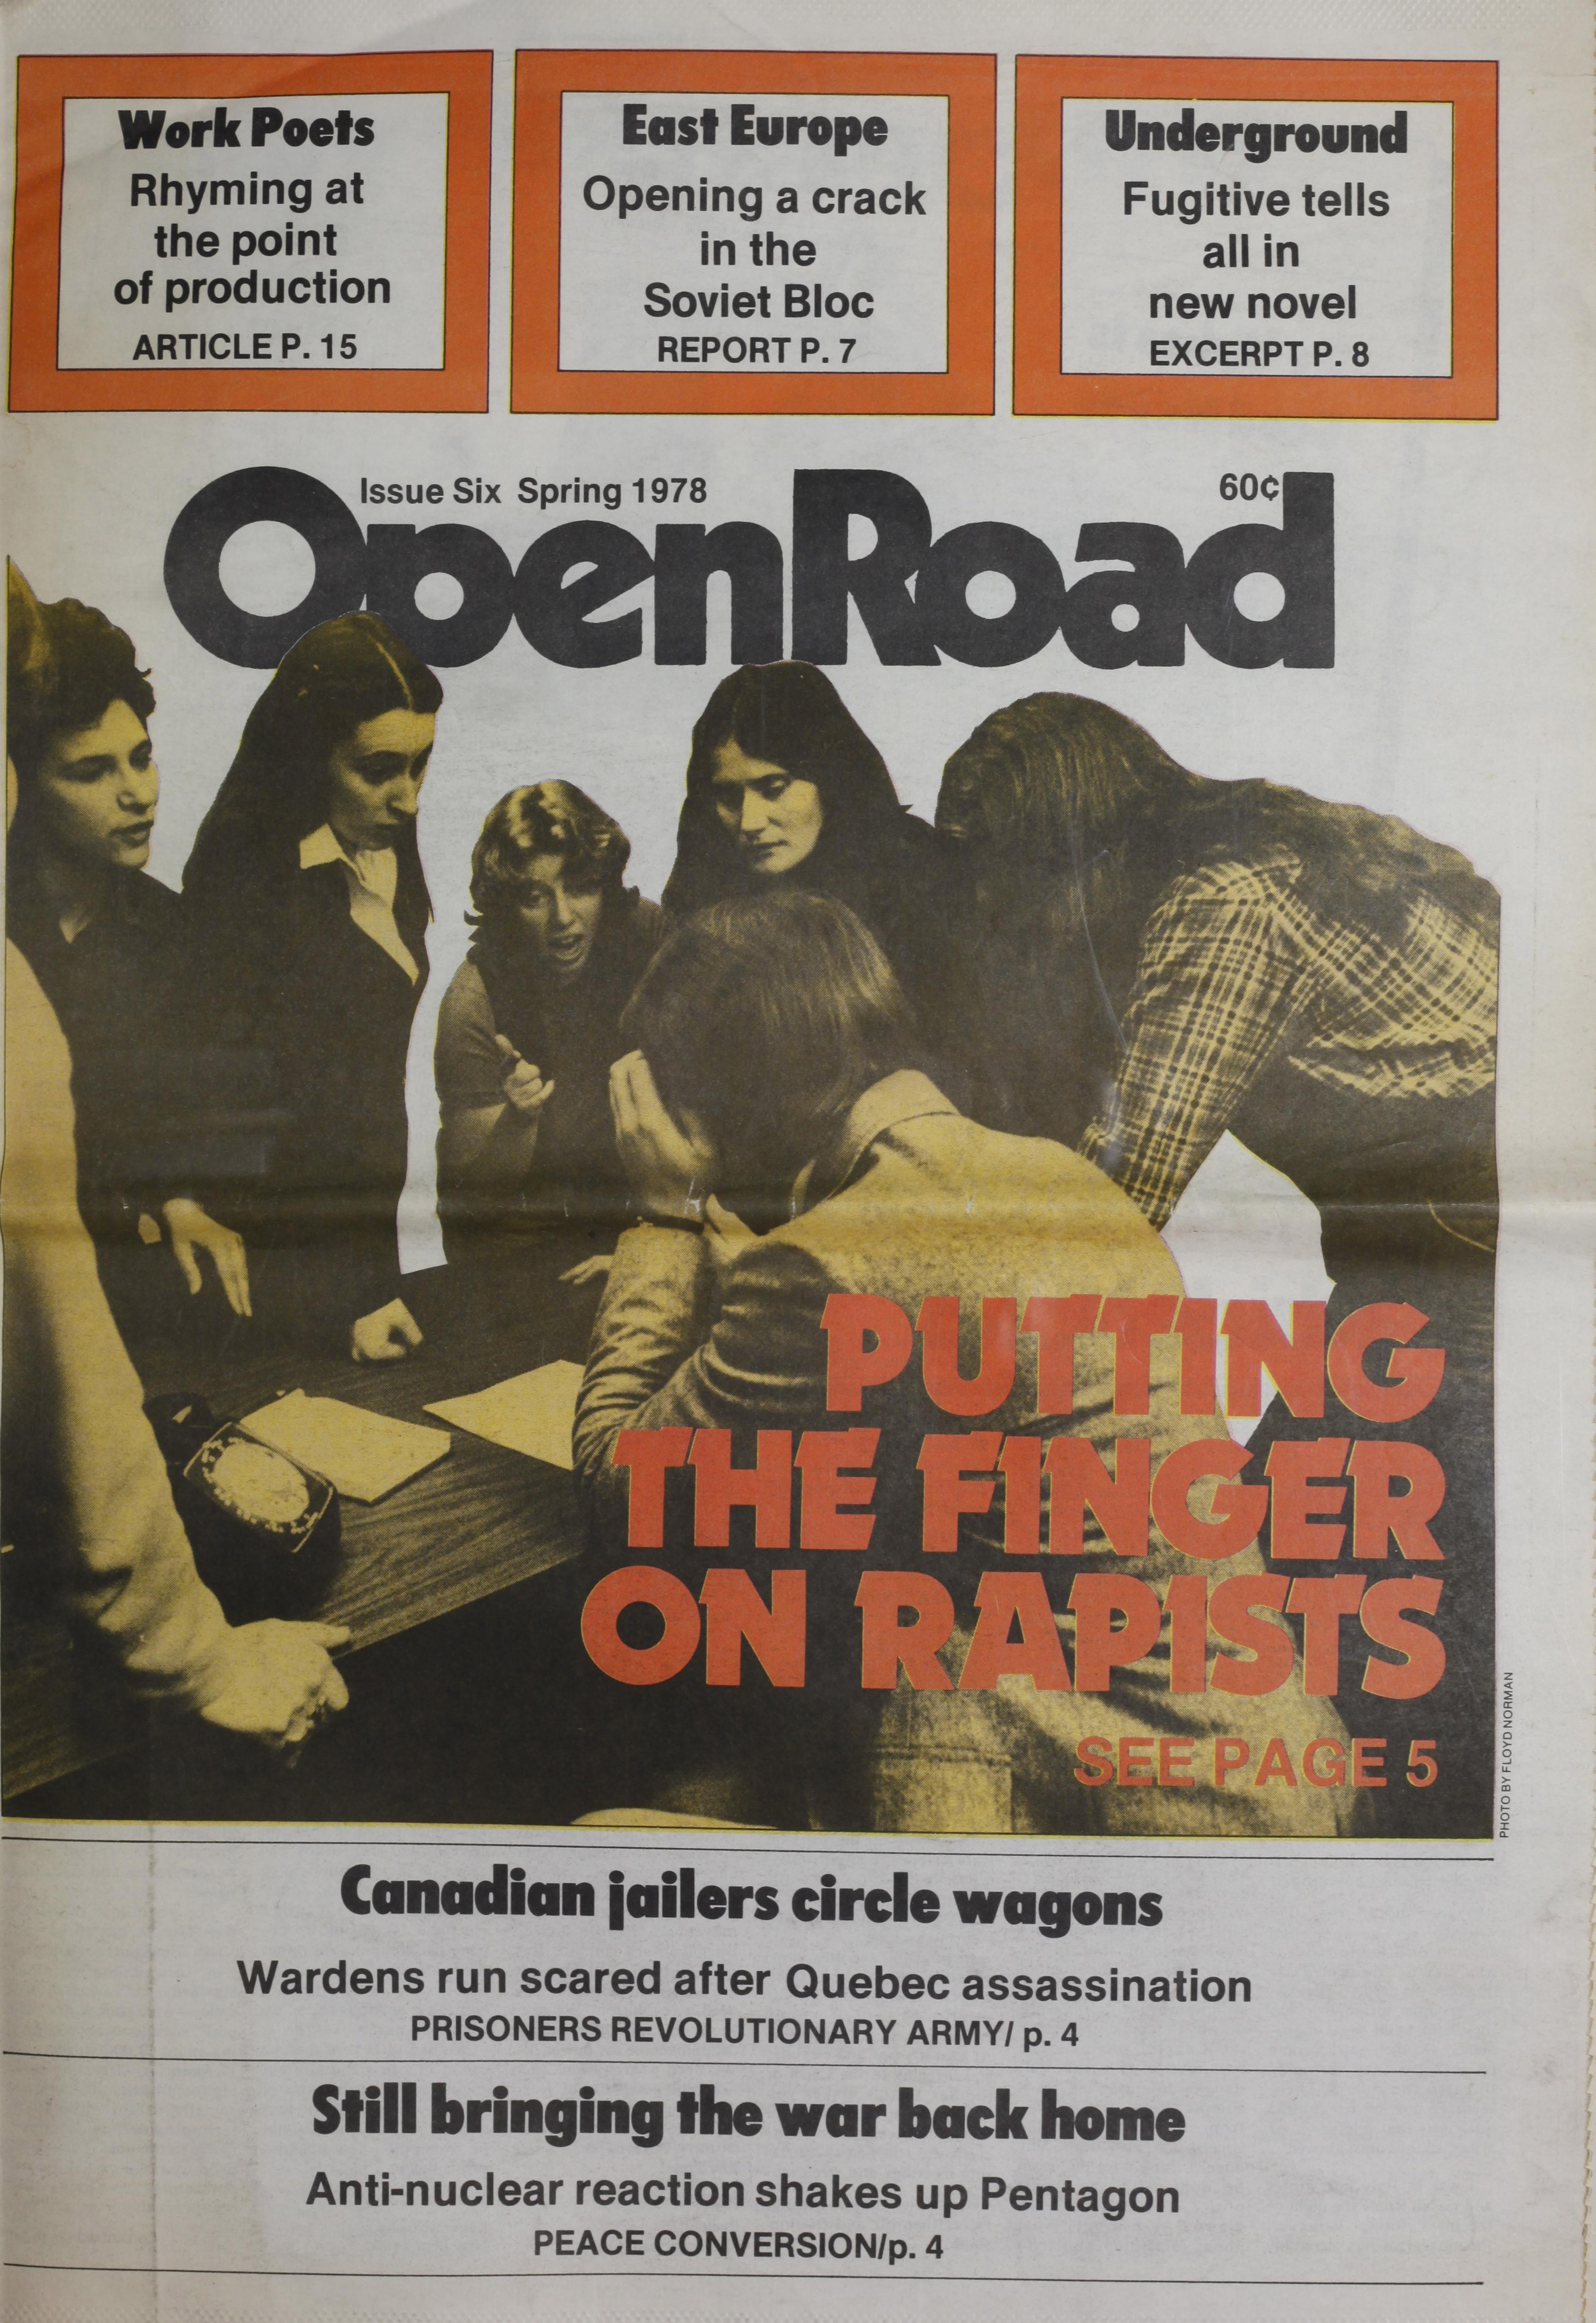 Work Poets
Rhyming at
the point
of production
ARTICLE P. 15
East Europe
Opening a crack
in the
Soviet Bloc
REPORT P. 7
Underground
Fugitive tells
all in
new novel
EXCERPT P. 8
Issue Six Spring 1978
60¢
OpenRoad
PUTTING
THE FINGER
ON RAPISTS
SEE PAGE 5
PHOTO BY FLOYD NORMAN
Canadian jailers circle wagons
Wardens run scared after Quebec assassination
PRISONERS REVOLUTIONARY ARMY/ p. 4
Still bringing the war back home
Anti-nuclear reaction shakes up Pentagon
PEACE CONVERSION/p. 4